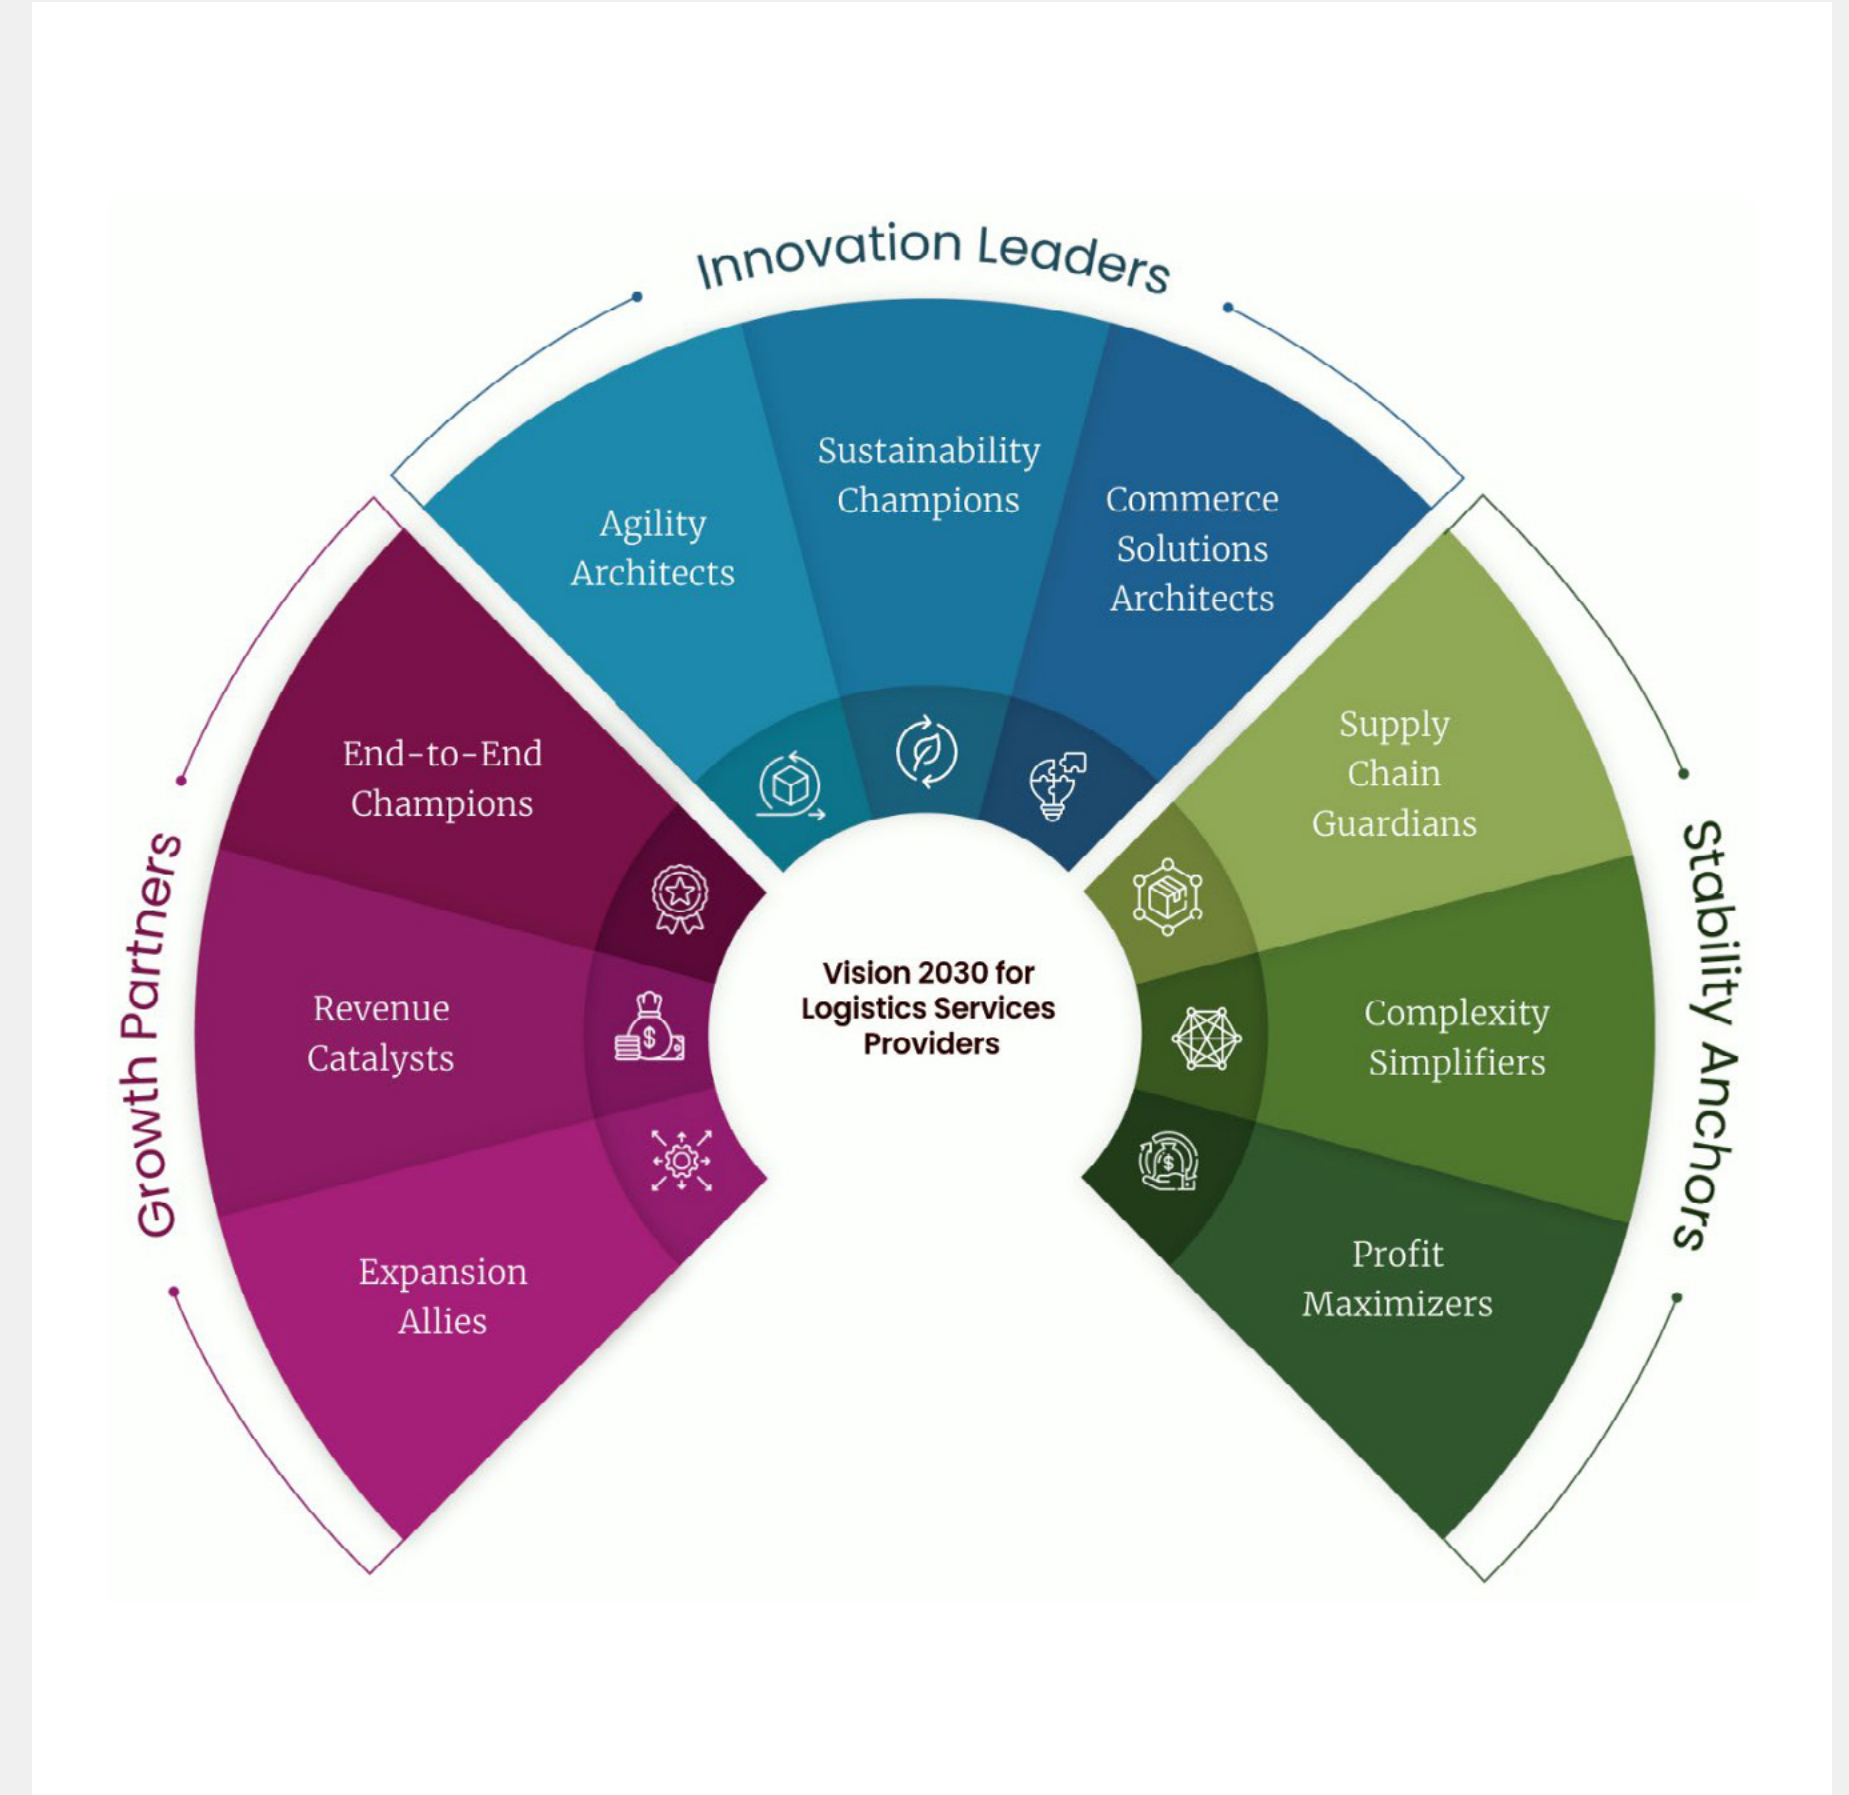 Innovation Leaders
Agility
Architects
Sustainability
Champions
Commerce
Solutions
Architects
Growth Partners
End-to-End
Champions
Revenue
Catalysts
Expansion
Allies
Vision 2030 for
Logistics Services
Providers
Stability Anchors
Supply
Chain
Guardians
Complexity
Simplifiers
Profit
Maximizers
$
$